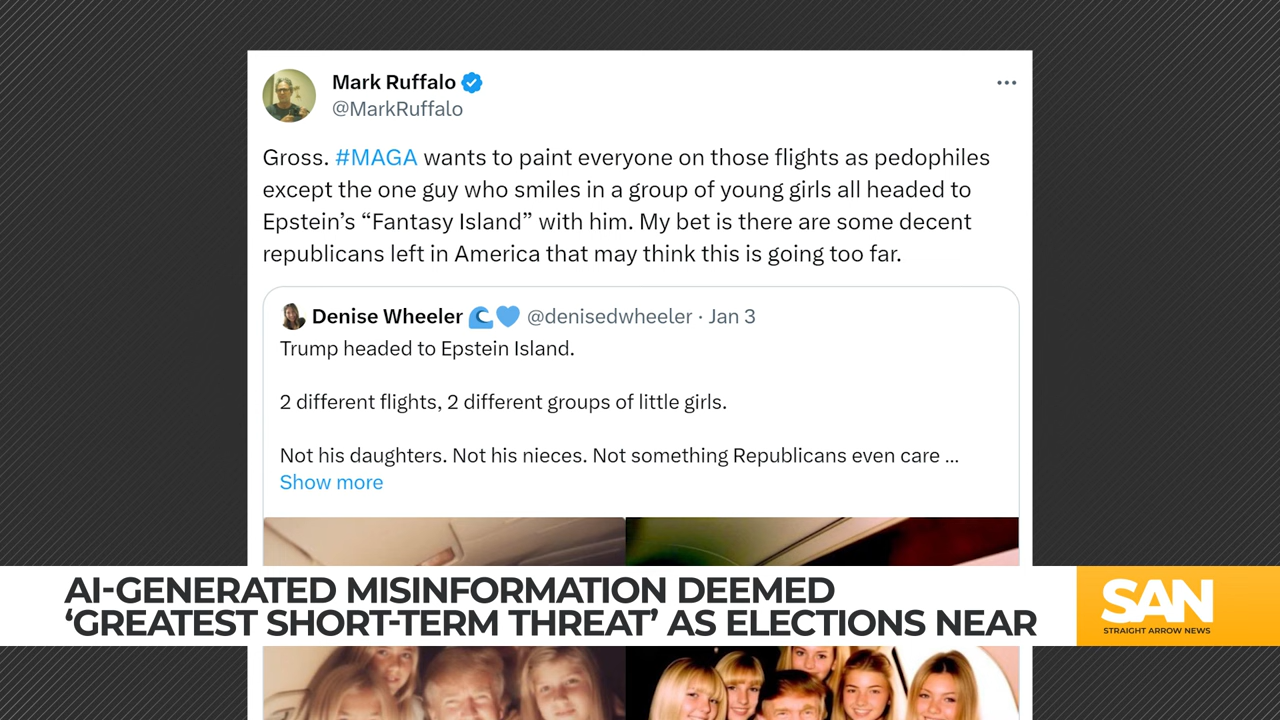 Mark Ruffalo
@MarkRuffalo
Gross. #MAGA wants to paint everyone on those flights as pedophiles
except the one guy who smiles in a group of young girls all headed to
Epstein’s “Fantasy Island” with him. My bet is there are some decent
republicans left in America that may think this is going too far.
Denise Wheeler 🌊💙 @denisedwheeler · Jan 3
Trump headed to Epstein Island.
2 different flights, 2 different groups of little girls.
Not his daughters. Not his nieces. Not something Republicans even care ...
Show more
AI-GENERATED MISINFORMATION DEEMED
‘GREATEST SHORT-TERM THREAT’ AS ELECTIONS NEAR
SAN
STRAIGHT ARROW NEWS